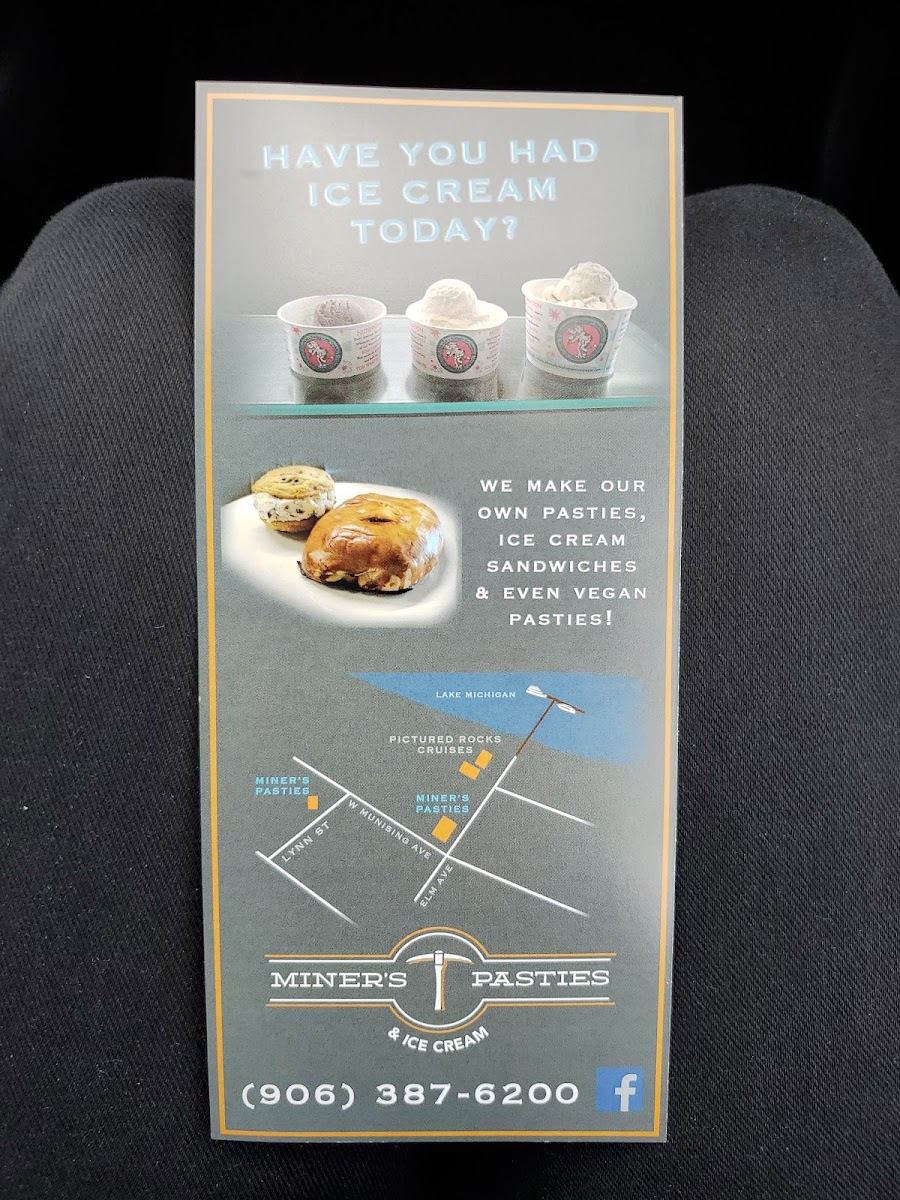 HAVE YOU HAD
ICE CREAM
TODAY?
WE MAKE OUR
OWN PASTIES,
ICE CREAM
SANDWICHES
& EVEN VEGAN
PASTIES!
LAKE MICHIGAN
PICTURED ROCKS
CRUISES
MINER'S
PASTIES
MINER'S
PASTIES
LYNN ST
W MUNISING AVE
ELM AVE
MINER'S PASTIES
& ICE CREAM
(906) 387-6200 f